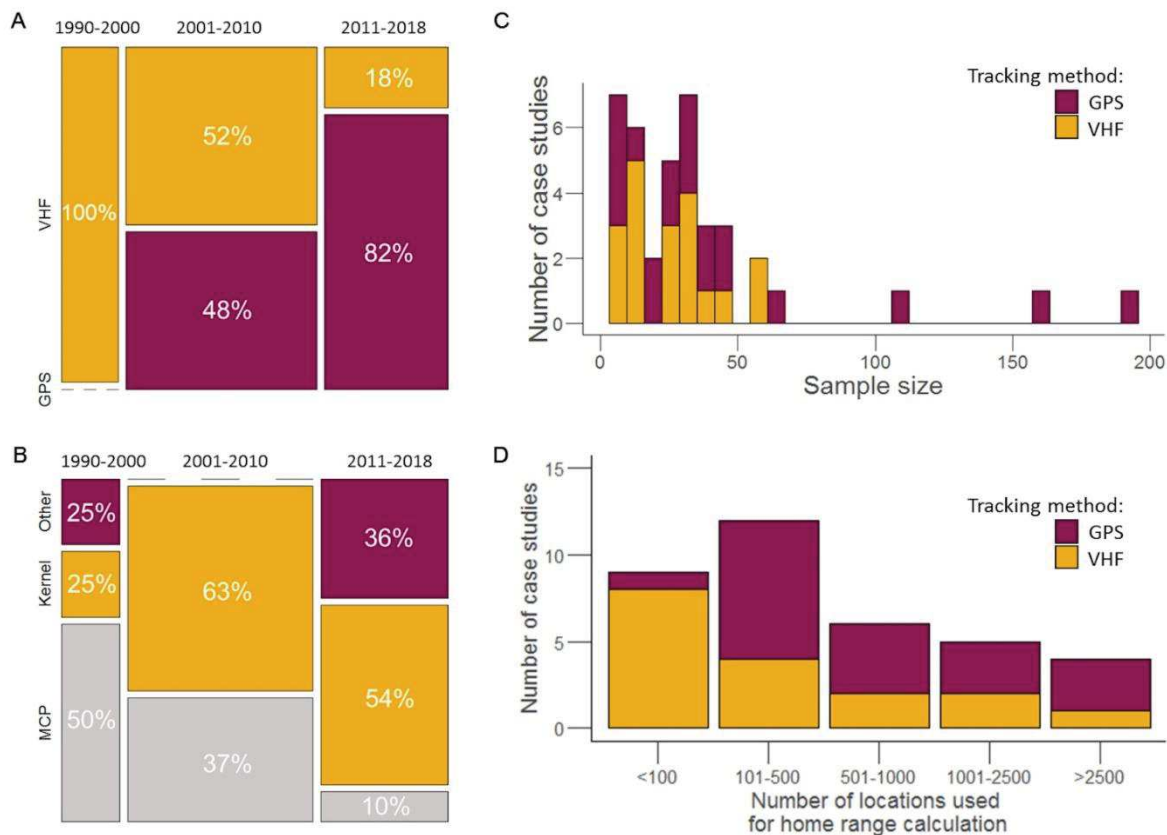 A
1990-2000 2001-2010 2011-2018
VHF
GPS
100%
52%
48%
18%
82%
B
1990-2000 2001-2010 2011-2018
Other
Kernel
MCP
25%
25%
50%
63%
37%
36%
54%
10%
C
Tracking method:
GPS
VHF
Number of case studies
6
4
2
0
0 50 100 150 200
Sample size
D
Tracking method:
GPS
VHF
Number of case studies
15
10
5
0
<100 101-500 501-1000 1001-2500 >2500
Number of locations used
for home range calculation